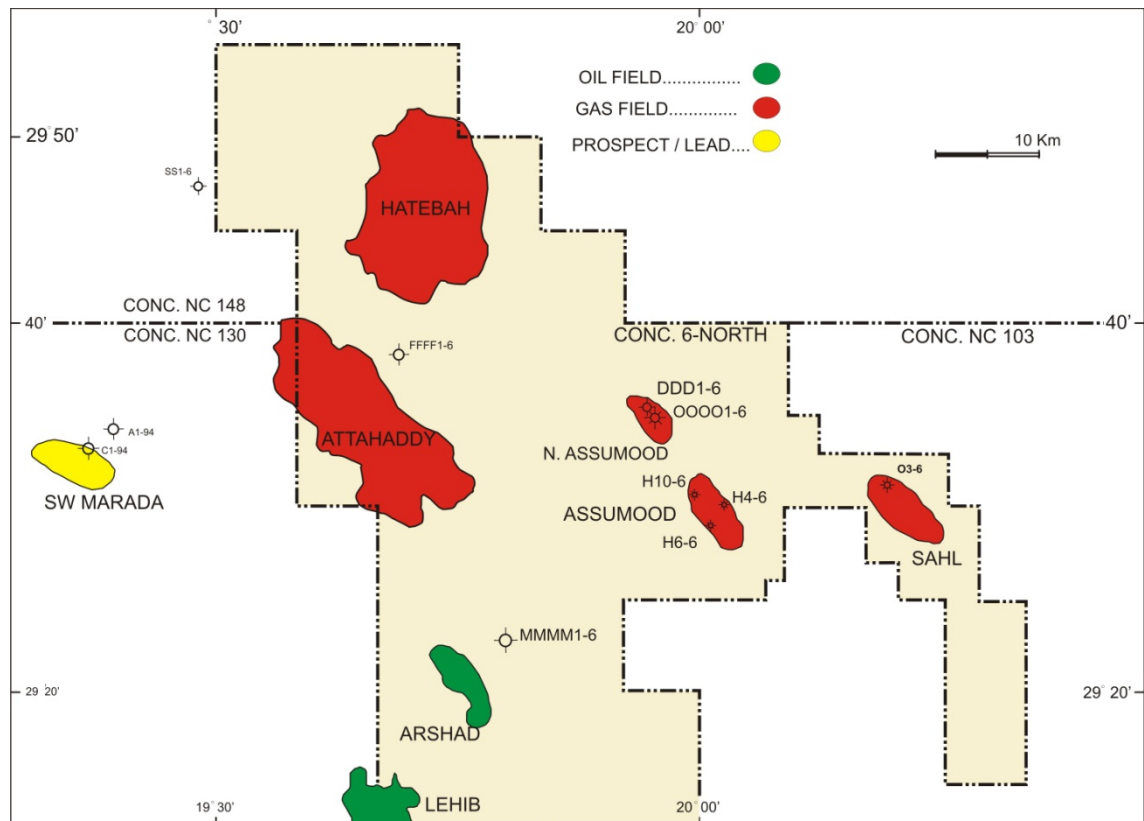 ° 30’
20° 00’
OIL FIELD................
GAS FIELD..............
PROSPECT / LEAD....
10 Km
29° 50’
SS1-6
HATEBAH
CONC. NC 148
40’
CONC. NC 130
CONC. 6-NORTH
CONC. NC 103
40’
FFFF1-6
DDD1-6
OOOO1-6
A1-94
C1-94
ATTAHADDY
N. ASSUMOOD
O3-6
SW MARADA
H10-6
H4-6
ASSUMOOD
H6-6
SAHL
MMMM1-6
29° 20’
29° 20’
ARSHAD
LEHIB
19° 30’
20° 00’